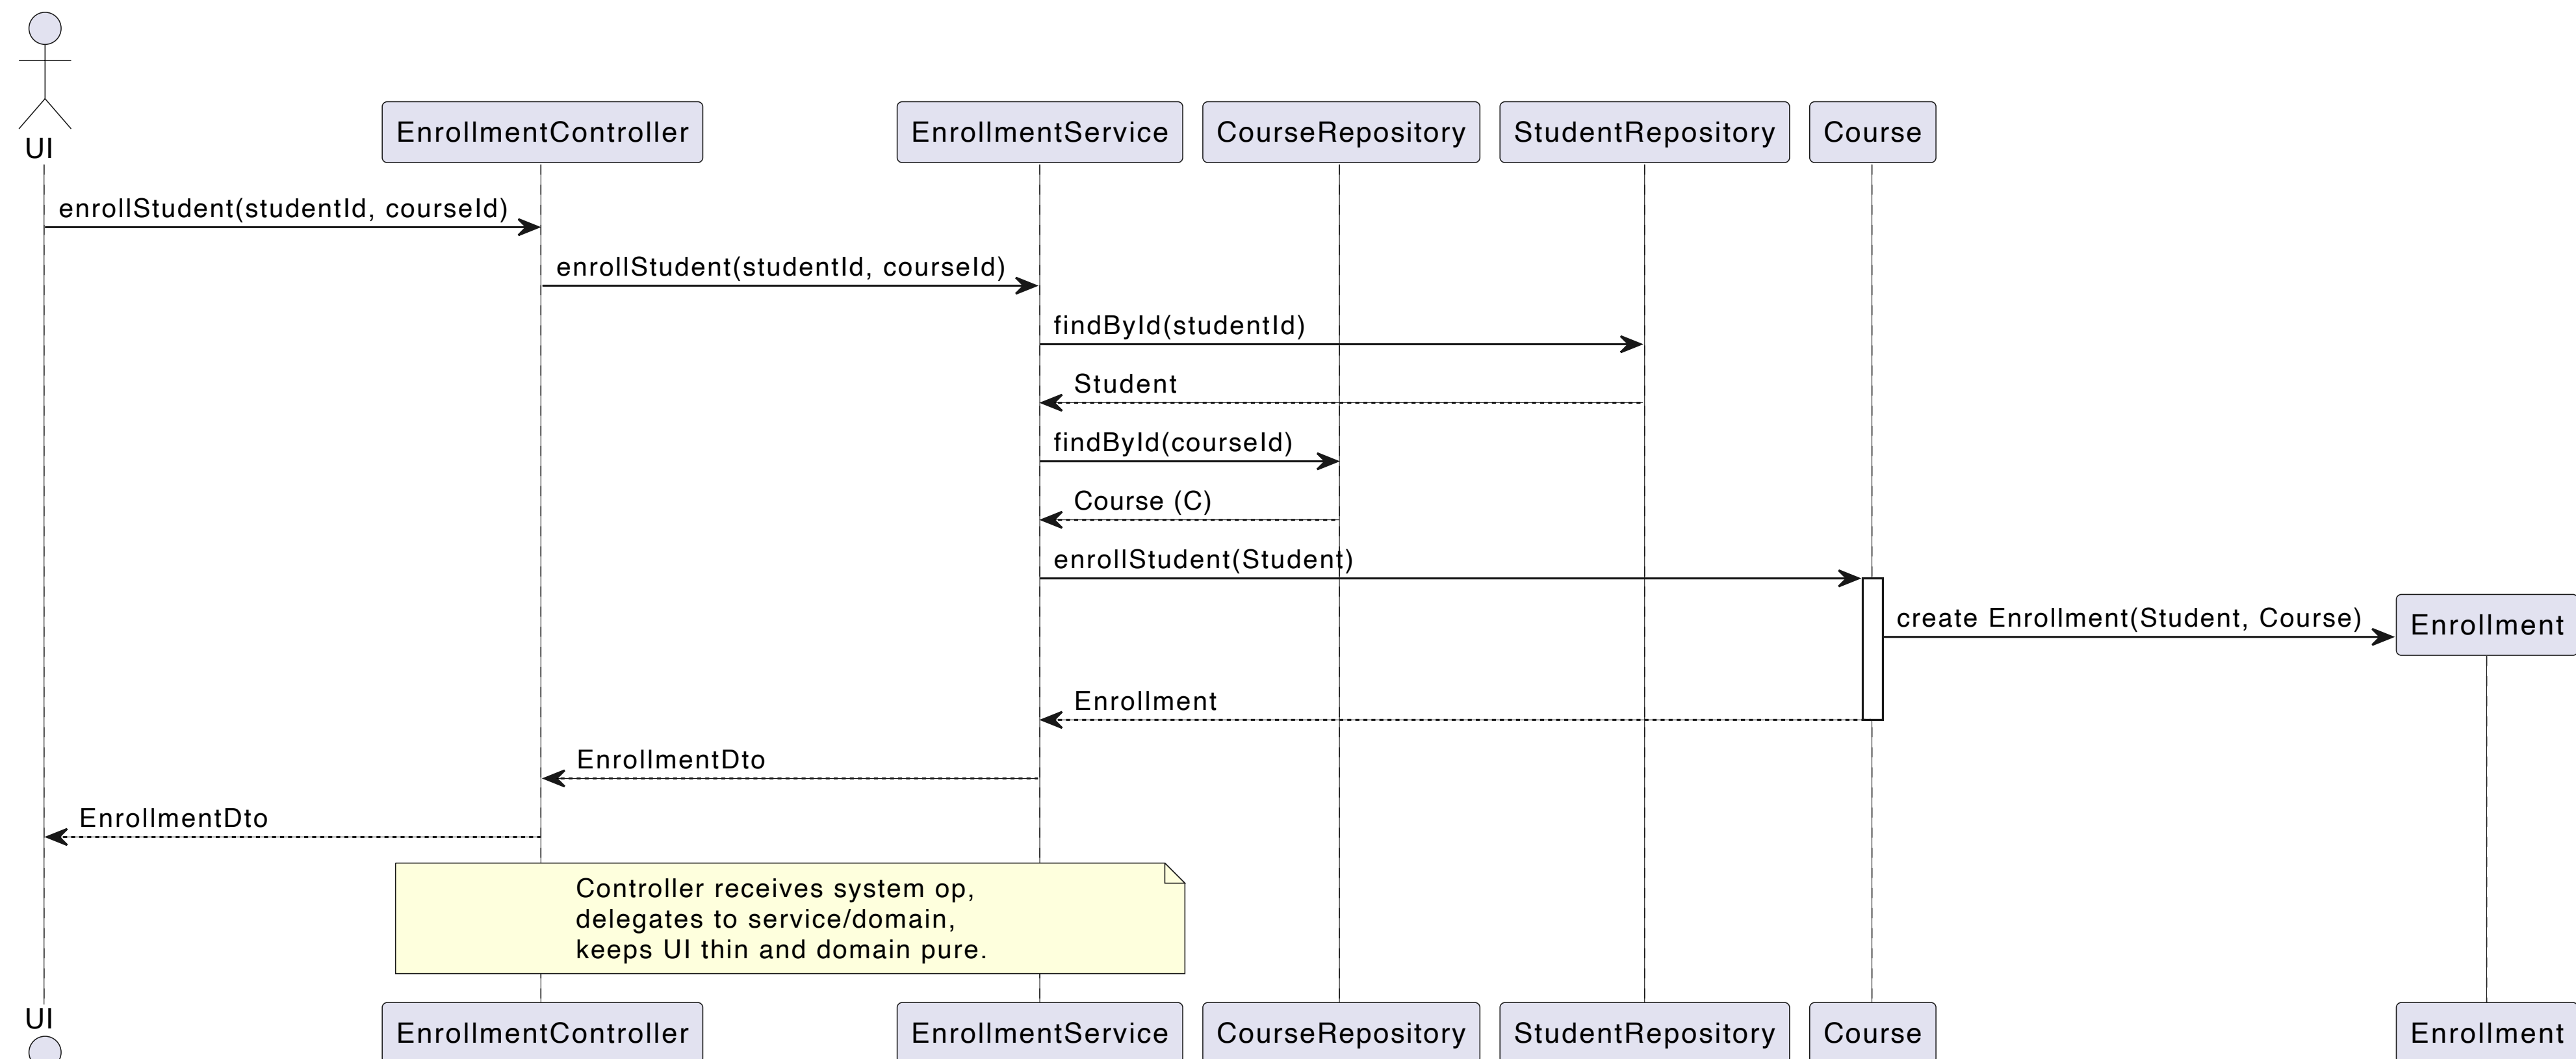 UI
EnrollmentController
EnrollmentService
CourseRepository
StudentRepository
Course
enrollStudent(studentId, courseId)
enrollStudent(studentId, courseId)
findById(studentId)
Student
findById(courseId)
Course (C)
enrollStudent(Student)
create Enrollment(Student, Course)
Enrollment
Enrollment
EnrollmentDto
EnrollmentDto
Controller receives system op,
delegates to service/domain,
keeps UI thin and domain pure.
UI
EnrollmentController
EnrollmentService
CourseRepository
StudentRepository
Course
Enrollment